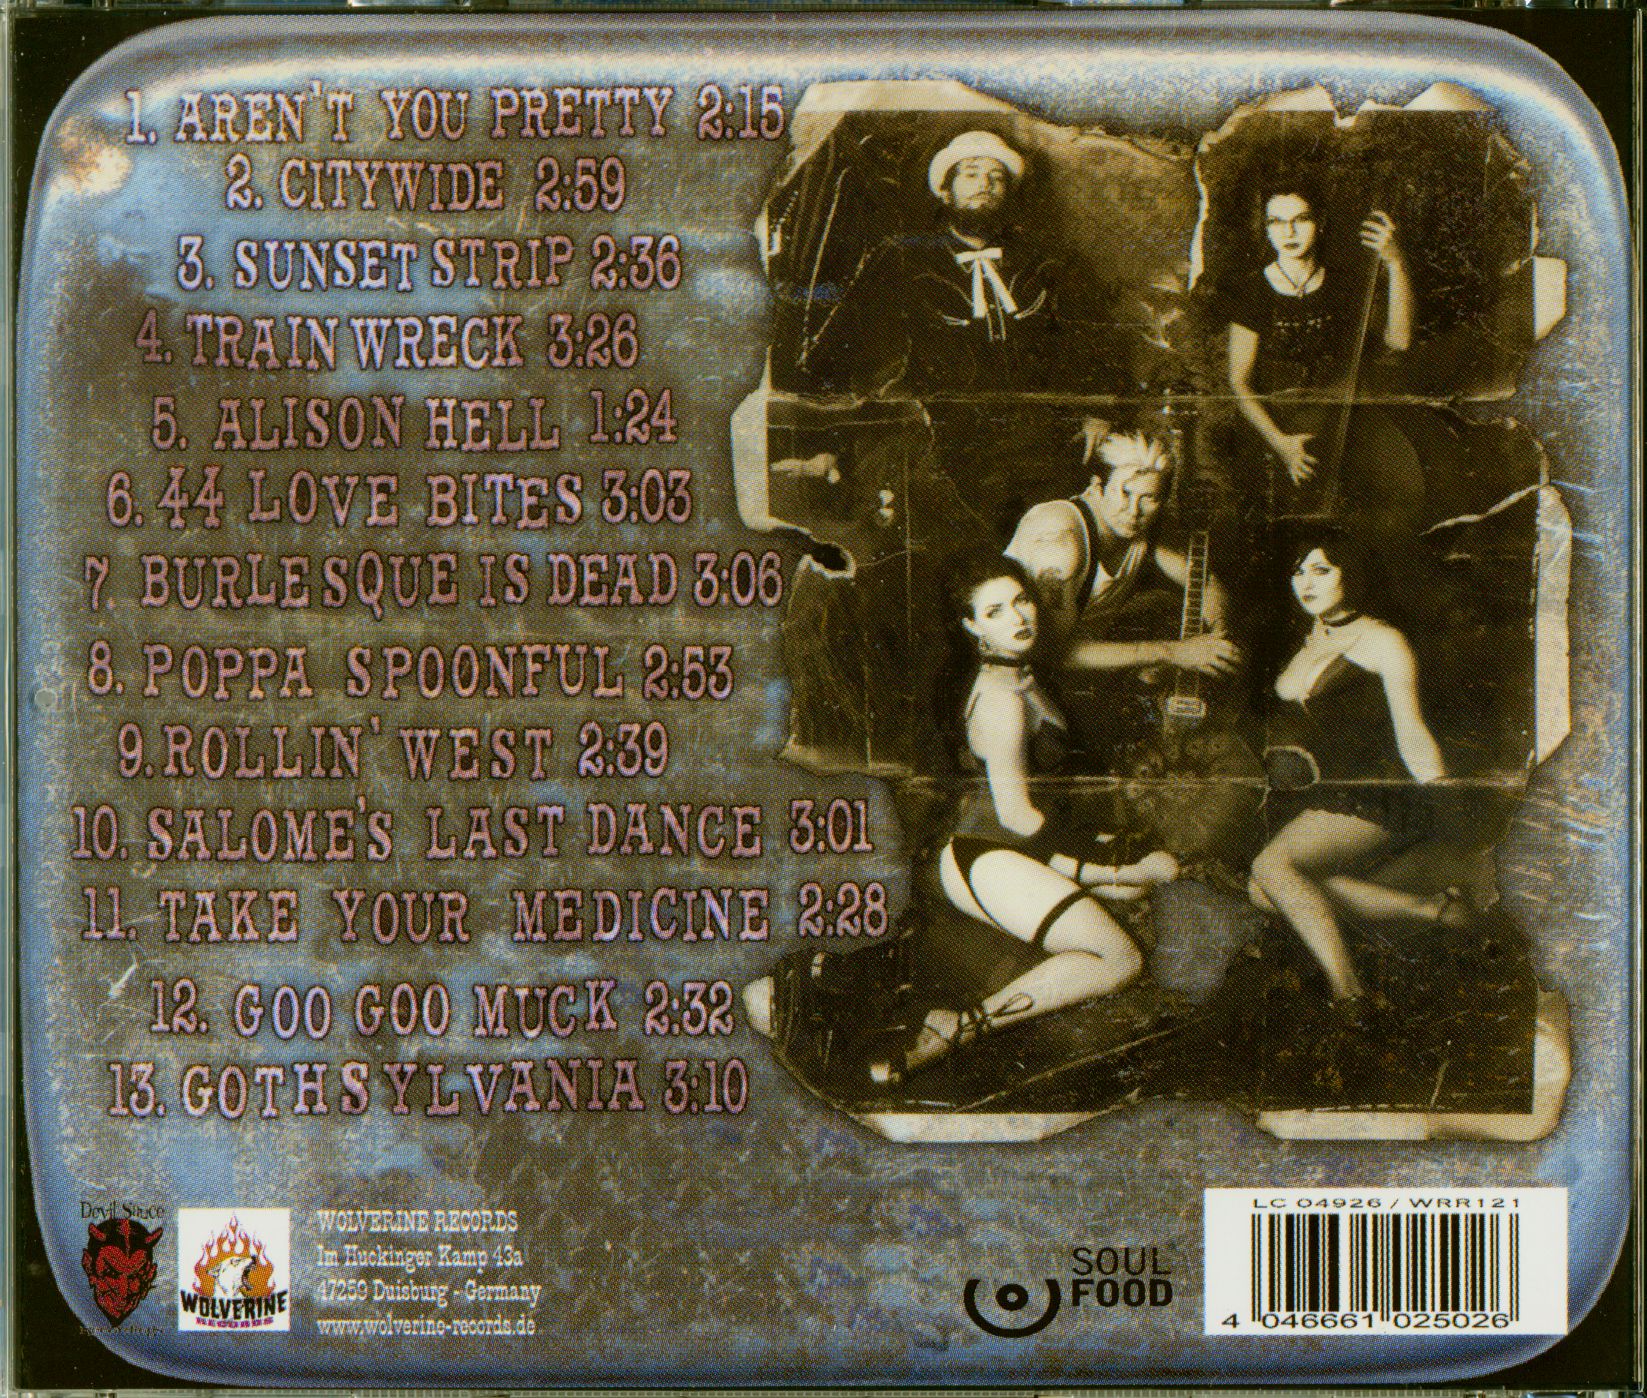 1. AREN'T YOU PRETTY 2:15
2. CITYWIDE 2:59
3. SUNSET STRIP 2:36
4. TRAIN WRECK 3:26
5. ALISON HELL 1:24
6. 44 LOVE BITES 3:03
7. BURLESQUE IS DEAD 3:06
8. POPPA SPOONFUL 2:53
9. ROLLIN' WEST 2:39
10. SALOME'S LAST DANCE 3:01
11. TAKE YOUR MEDICINE 2:28
12. GOO GOO MUCK 2:32
13. GOTHSYLVANIA 3:10
Devil
WOLVERINE
RECORDS
WOLVERINE RECORDS
Im Huckinger Kamp 43a
47259 Duisburg - Germany
www.wolverine-records.de
SOUL
FOOD
LC 04926 / WRR121
4 046661 025026